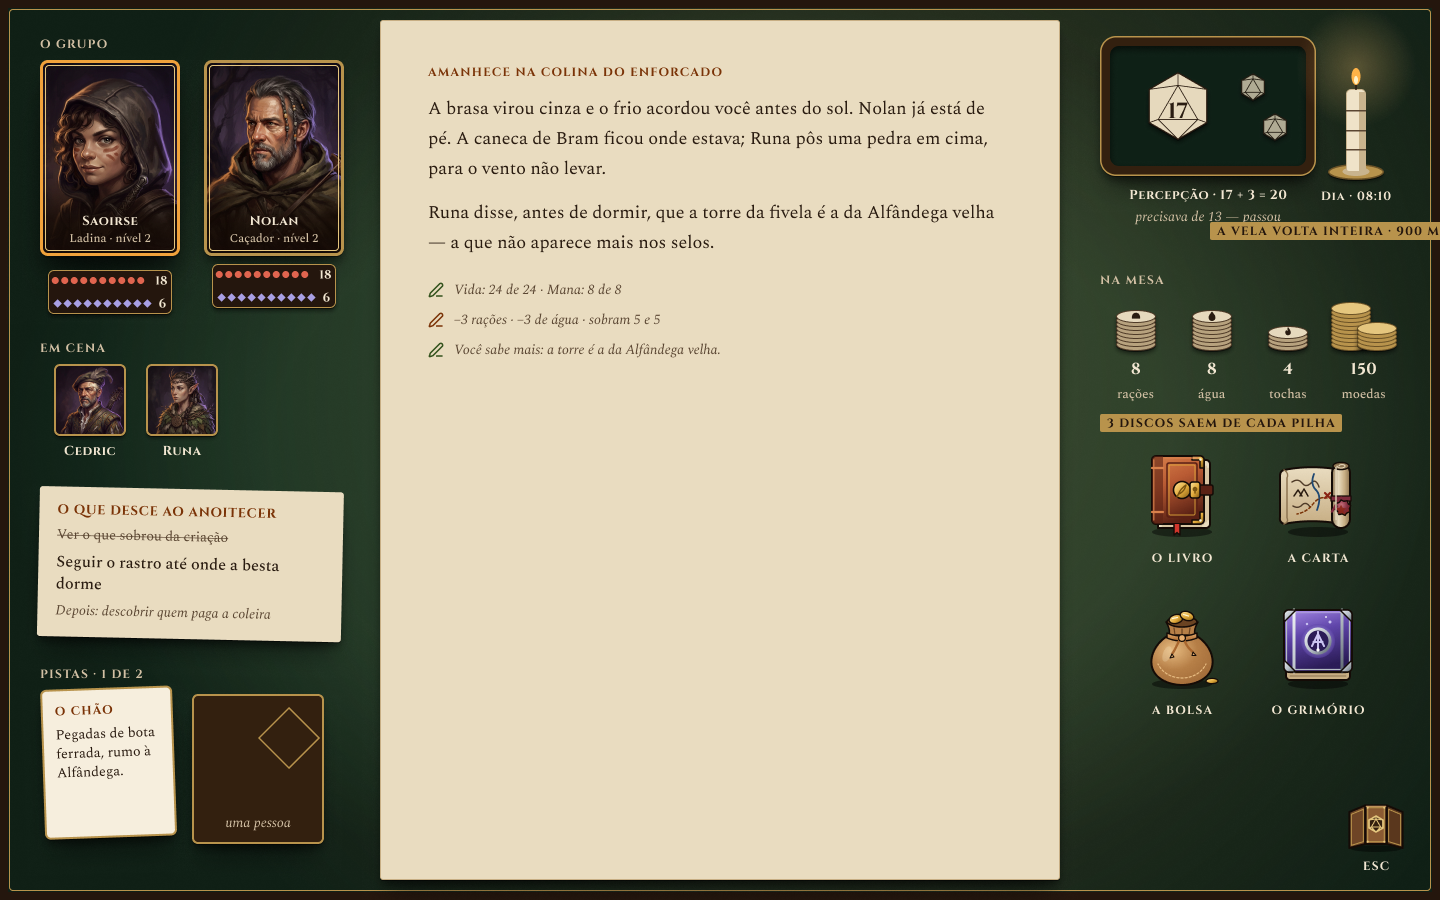 O GRUPO
SAOIRSE
Ladina · nível 2
NOLAN
Caçador · nível 2
18
6
18
6
EM CENA
CEDRIC
RUNA
O QUE DESCE AO ANOITECER
Ver o que sobrou da criação
Seguir o rastro até onde a besta
dorme
Depois: descobrir quem paga a coleira
PISTAS · 1 DE 2
O CHÃO
Pegadas de bota
ferrada, rumo à
Alfândega.
uma pessoa
AMANHECE NA COLINA DO ENFORCADO
A brasa virou cinza e o frio acordou você antes do sol. Nolan já está de
pé. A caneca de Bram ficou onde estava; Runa pôs uma pedra em cima,
para o vento não levar.
Runa disse, antes de dormir, que a torre da fivela é a da Alfândega velha
— a que não aparece mais nos selos.
Vida: 24 de 24 · Mana: 8 de 8
–3 rações · –3 de água · sobram 5 e 5
Você sabe mais: a torre é a da Alfândega velha.
17
PERCEPÇÃO · 17 + 3 = 20
precisava de 13 — passou
DIA · 08:10
A VELA VOLTA INTEIRA · 900 M
NA MESA
8
rações
8
água
4
tochas
150
moedas
3 DISCOS SAEM DE CADA PILHA
O LIVRO
A CARTA
A BOLSA
O GRIMÓRIO
ESC